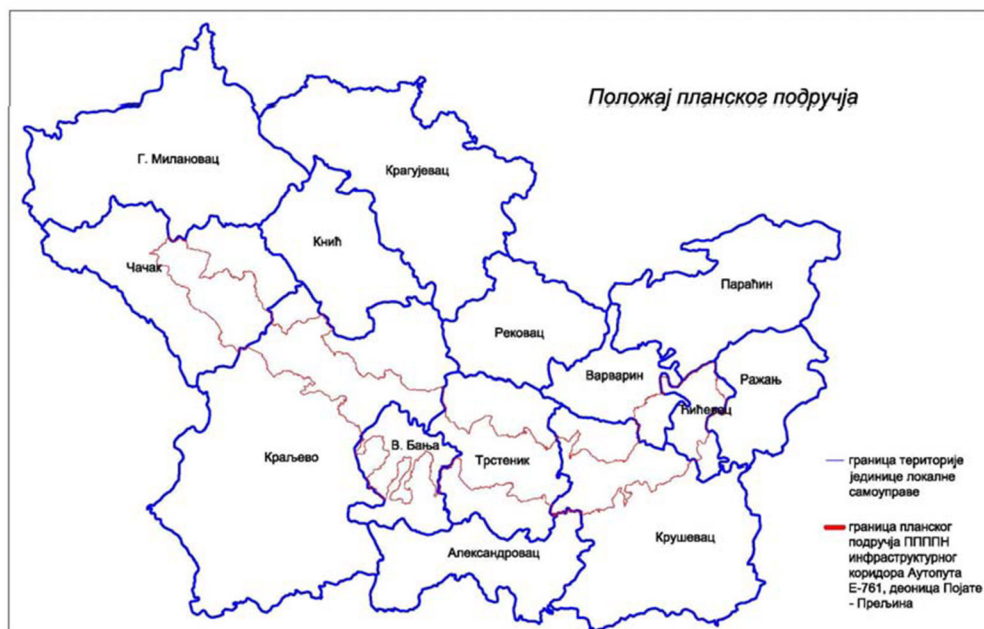 Положај планског подручја
Г. Милановац
Крагујевац
Кнић
Чачак
Параћин
Рековац
Варварин
Ражањ
Ћићевац
В. Бања
Краљево
Трстеник
Крушевац
Александровац
граница територије
јединице локалне
самоуправе
граница планског
подручја ПППППН
инфраструктурног
коридора Аутопута
Е-761, деоница Појате
- Прељина